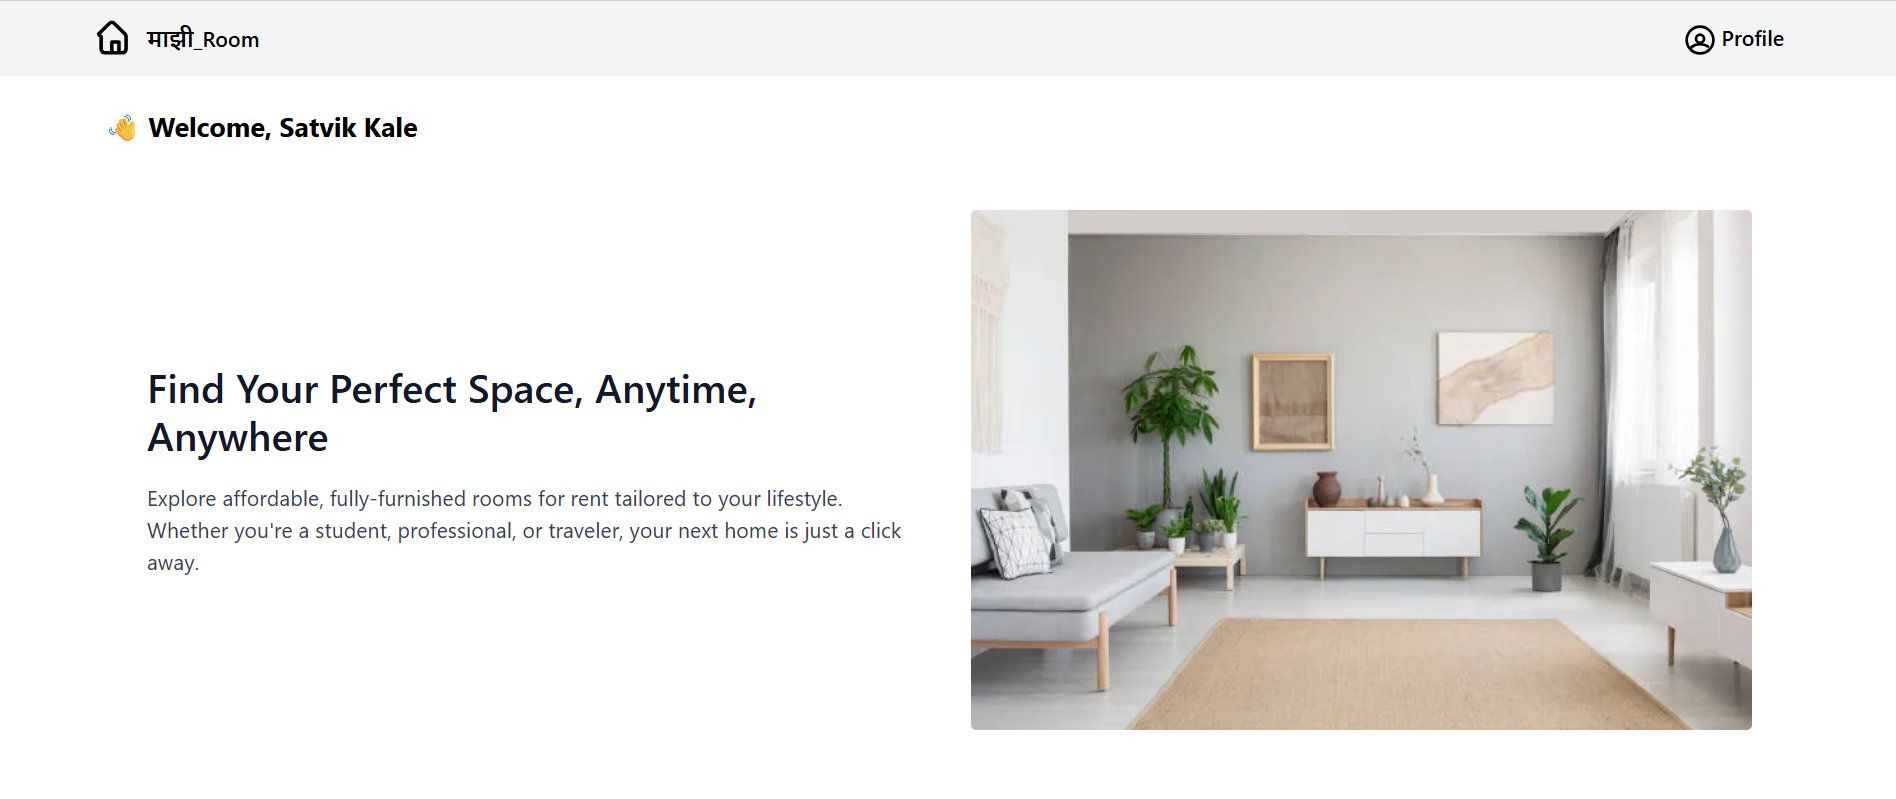 माझी_Room
Profile
👋 Welcome, Satvik Kale
Find Your Perfect Space, Anytime,
Anywhere
Explore affordable, fully-furnished rooms for rent tailored to your lifestyle.
Whether you're a student, professional, or traveler, your next home is just a click
away.